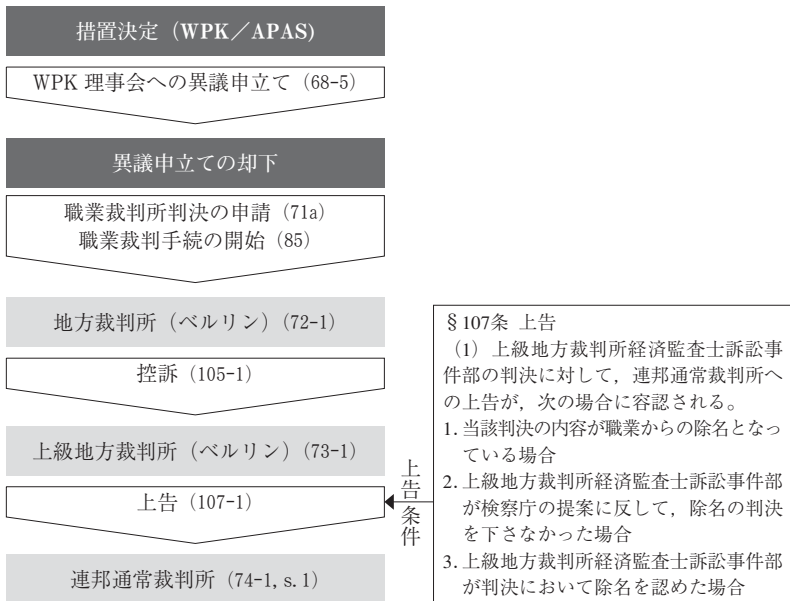 措置決定（WPK／APAS)
WPK 理事会への異議申立て（68-5）
異議申立ての却下
職業裁判所判決の申請（71a）
職業裁判手続の開始（85）
地方裁判所（ベルリン）（72-1）
控訴（105-1）
上級地方裁判所（ベルリン）（73-1）
上告（107-1）
連邦通常裁判所（74-1, s. 1）
上告条件
§107条 上告
（1）上級地方裁判所経済監査士訴訟事
件部の判決に対して，連邦通常裁判所へ
の上告が，次の場合に容認される。
1. 当該判決の内容が職業からの除名となっ
ている場合
2. 上級地方裁判所経済監査士訴訟事件部
が検察庁の提案に反して，除名の判決
を下さなかった場合
3. 上級地方裁判所経済監査士訴訟事件部
が判決において除名を認めた場合